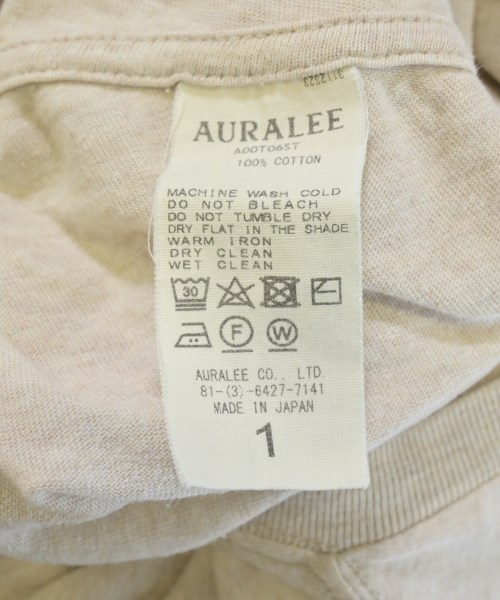 AURALEE
A00T06ST
100% COTTON
MACHINE WASH COLD
DO NOT BLEACH
DO NOT TUMBLE DRY
DRY FLAT IN THE SHADE
WARM IRON
DRY CLEAN
WET CLEAN
30
F W
AURALEE CO., LTD.
81-(3)-6427-7141
MADE IN JAPAN
1